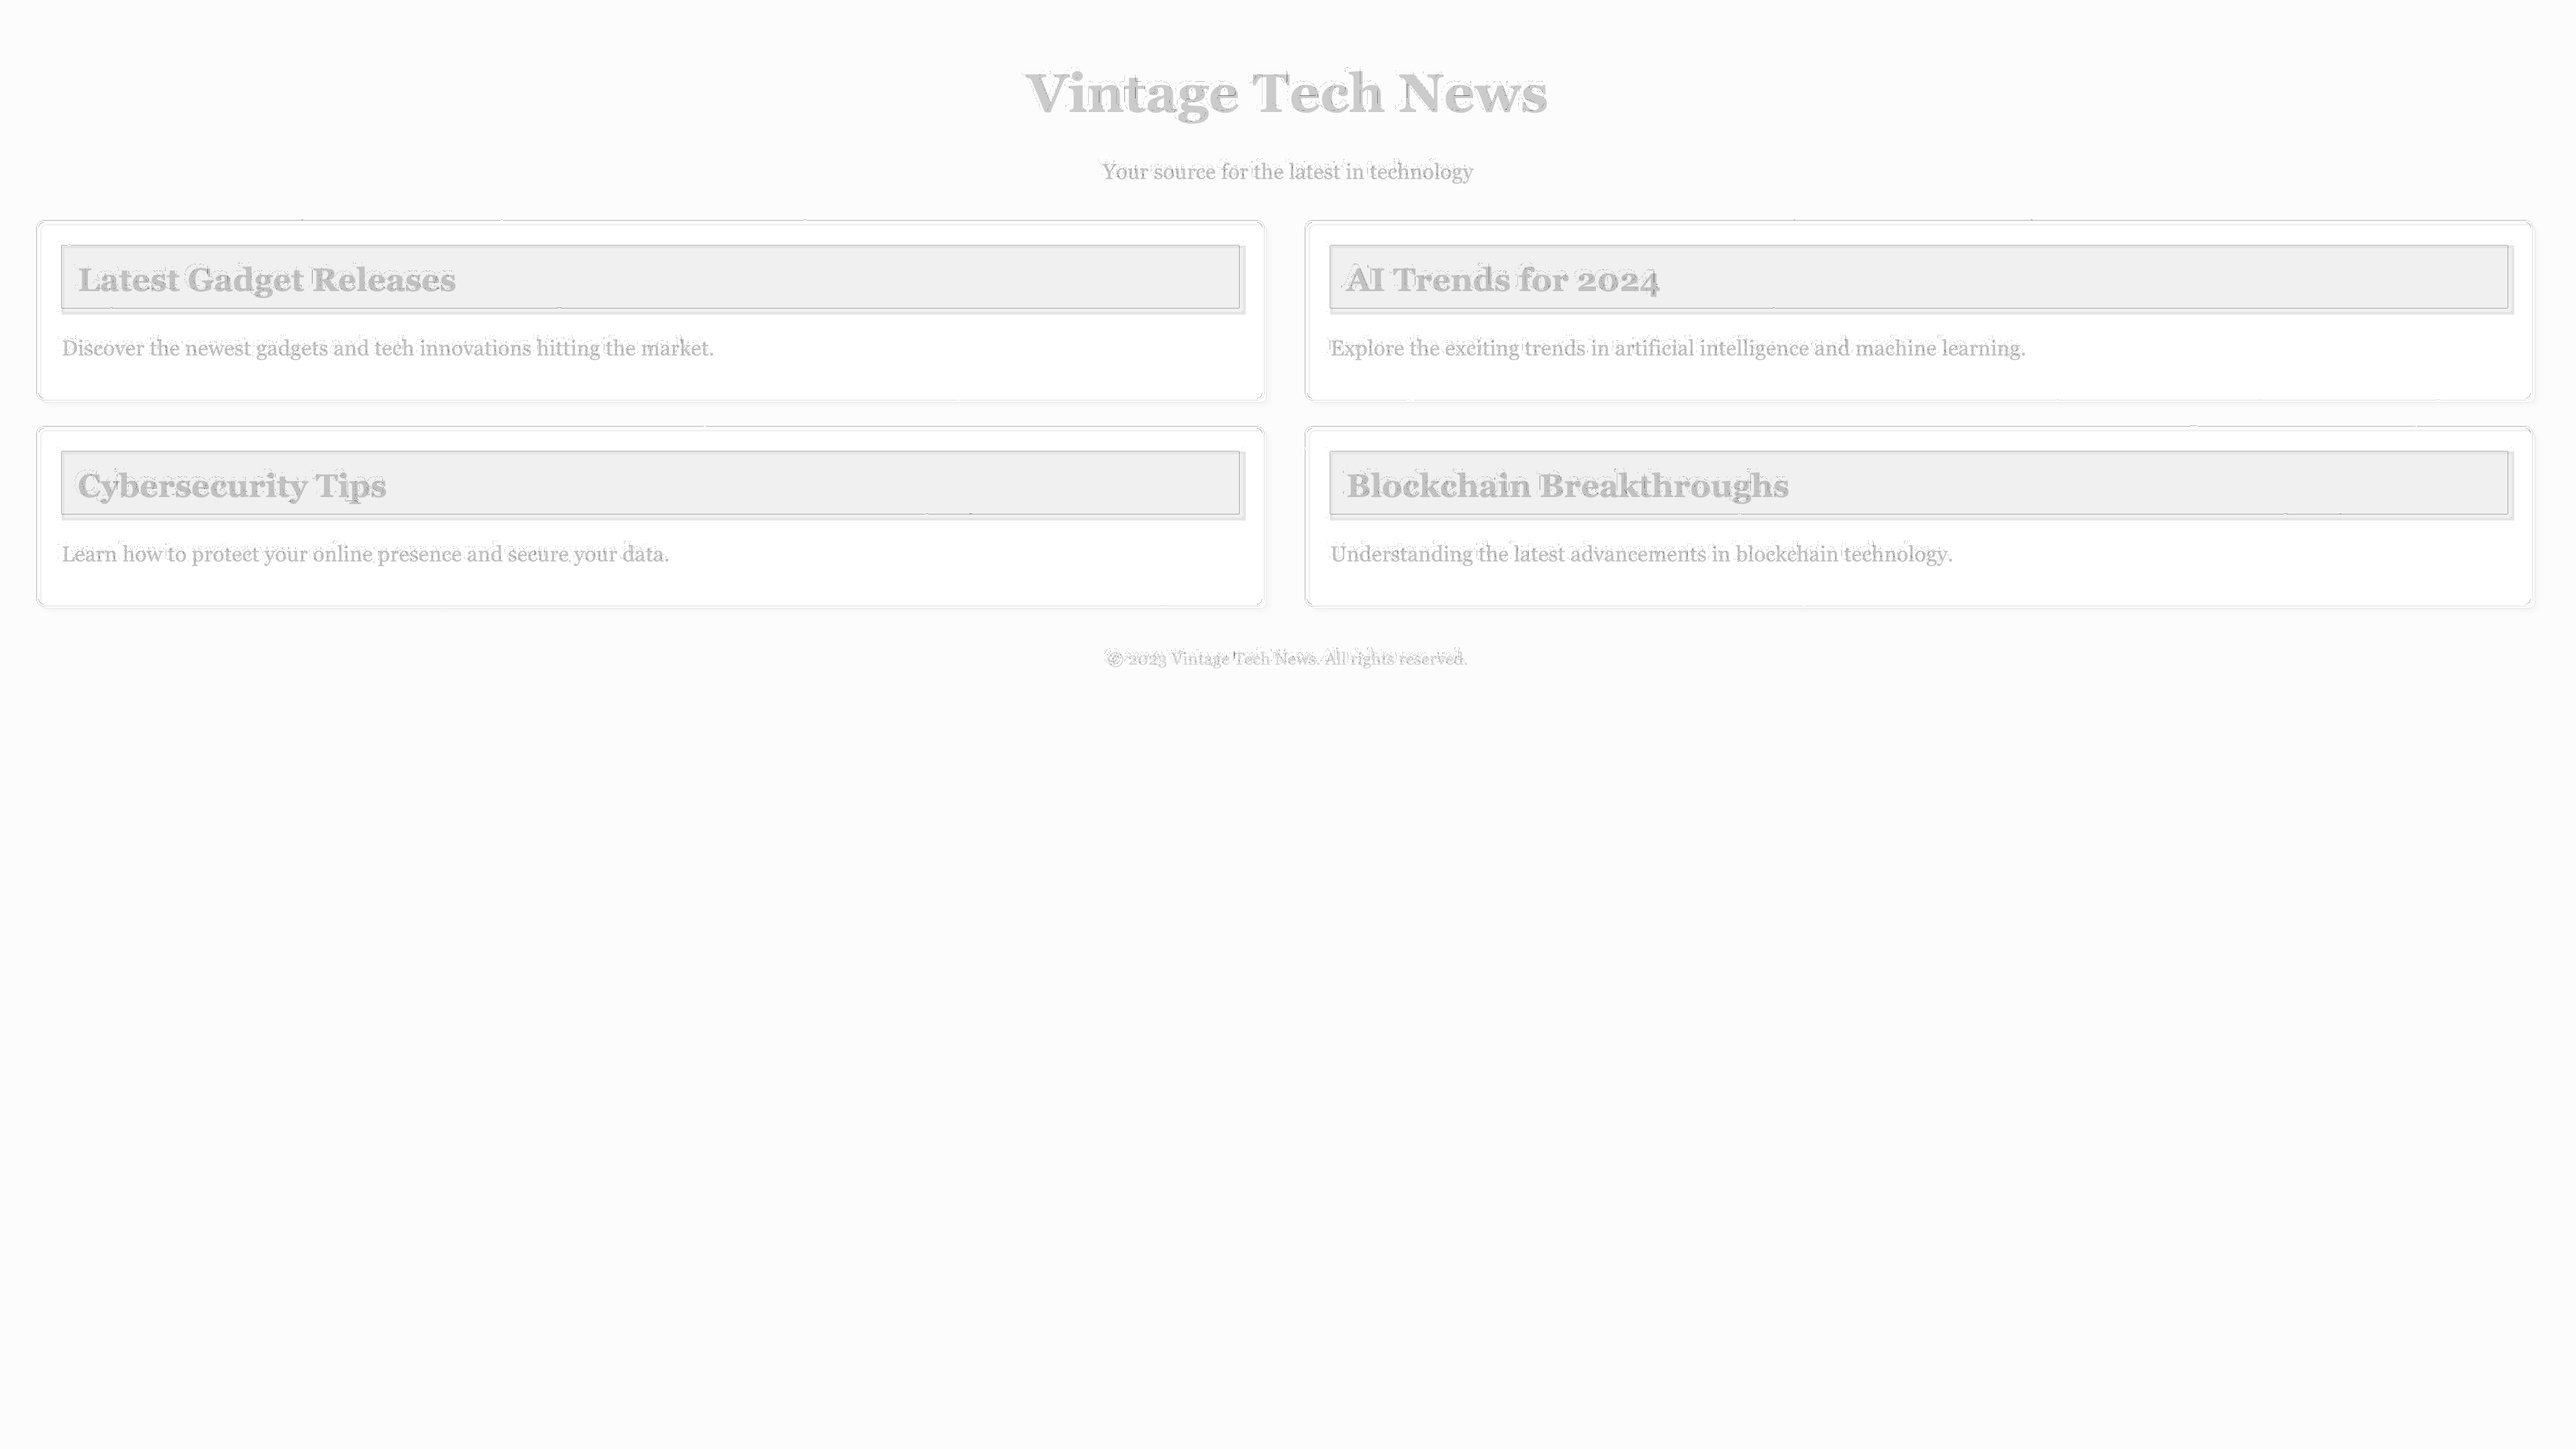 Vintage Tech News
Your source for the latest in technology
Latest Gadget Releases
Discover the newest gadgets and tech innovations hitting the market.
AI Trends for 2024
Explore the exciting trends in artificial intelligence and machine learning.
Cybersecurity Tips
Learn how to protect your online presence and secure your data.
Blockchain Breakthroughs
Understanding the latest advancements in blockchain technology.
© 2023 Vintage Tech News. All rights reserved.